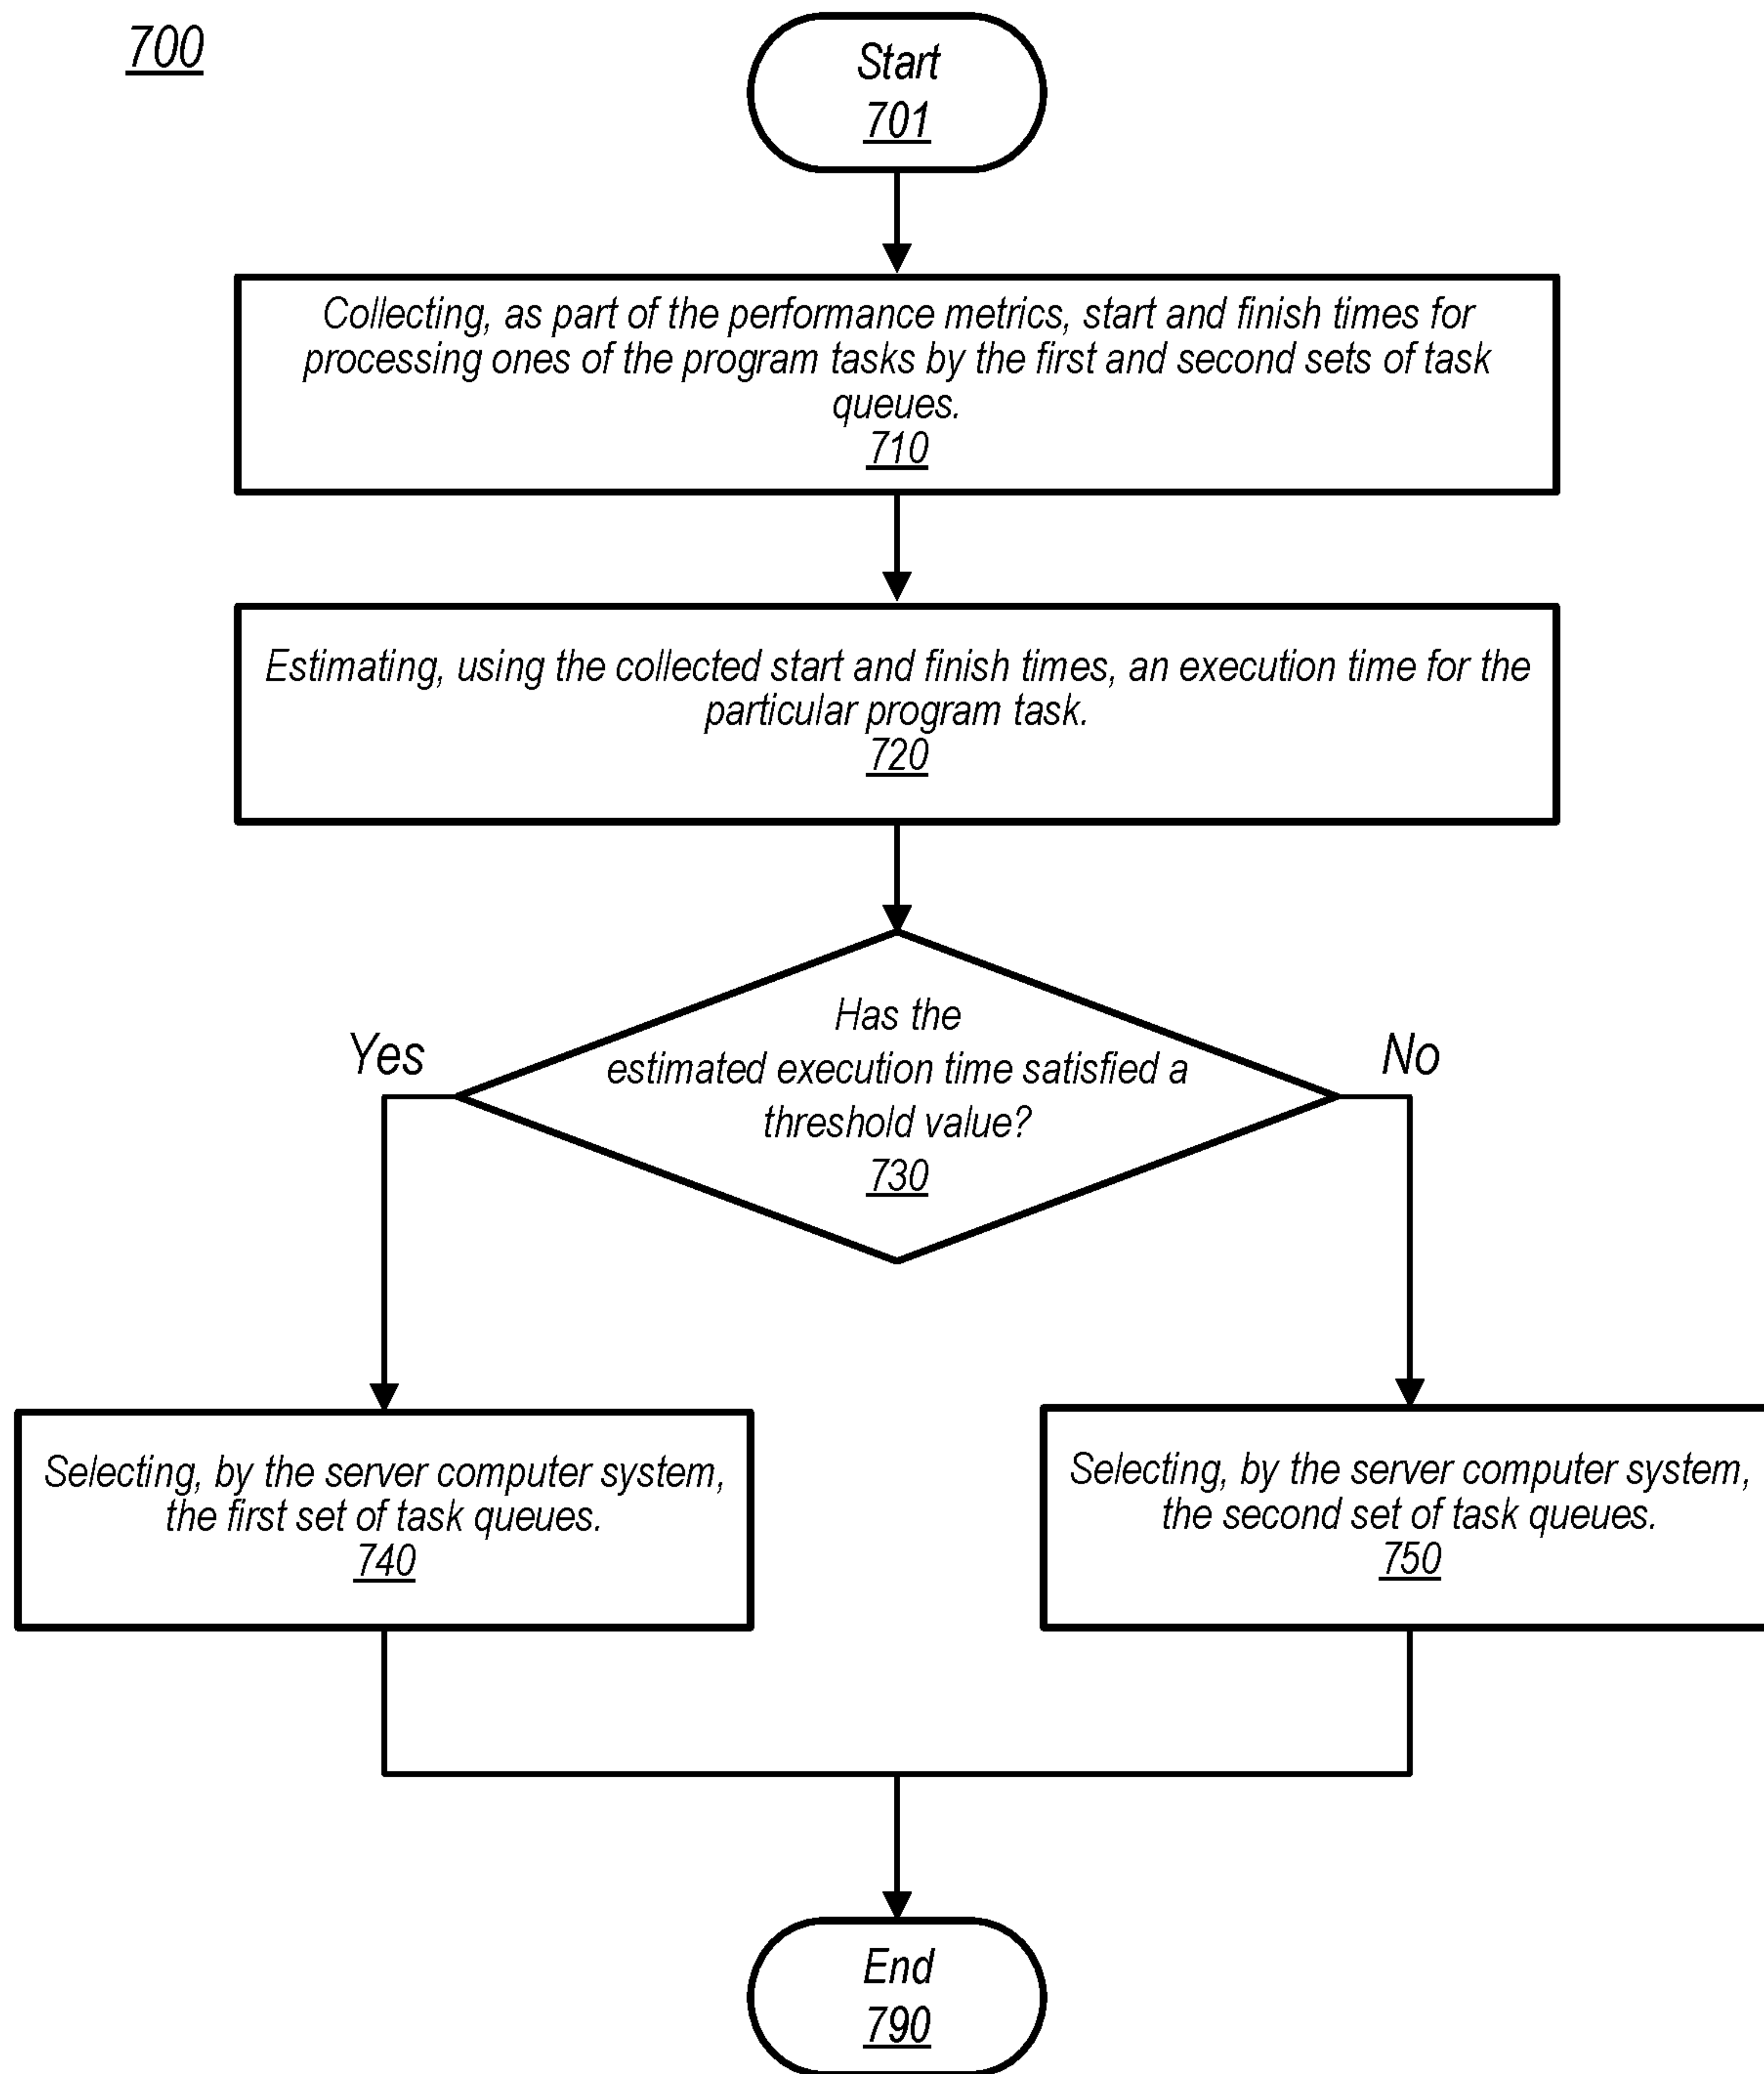 700
Start
701
Collecting, as part of the performance metrics, start and finish times for
processing ones of the program tasks by the first and second sets of task
queues.
710
Estimating, using the collected start and finish times, an execution time for the
particular program task.
720
Has the
estimated execution time satisfied a
threshold value?
730
Yes
No
Selecting, by the server computer system,
the first set of task queues.
740
Selecting, by the server computer system,
the second set of task queues.
750
End
790